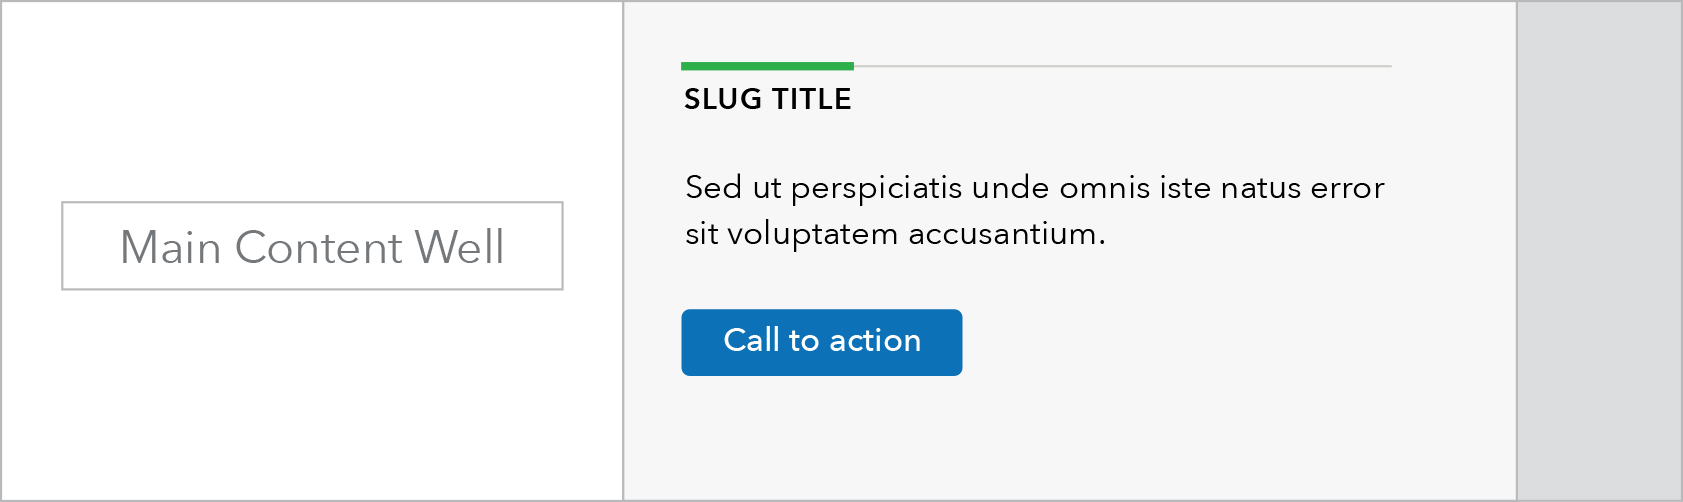 Main Content Well
SLUG TITLE
Sed ut perspiciatis unde omnis iste natus error
sit voluptatem accusantium.
Call to action